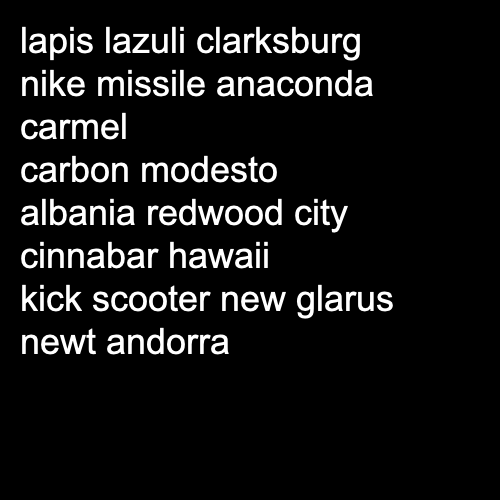 lapis lazuli clarksburg
nike missile anaconda
carmel
carbon modesto
albania redwood city
cinnabar hawaii
kick scooter new glarus
newt andorra